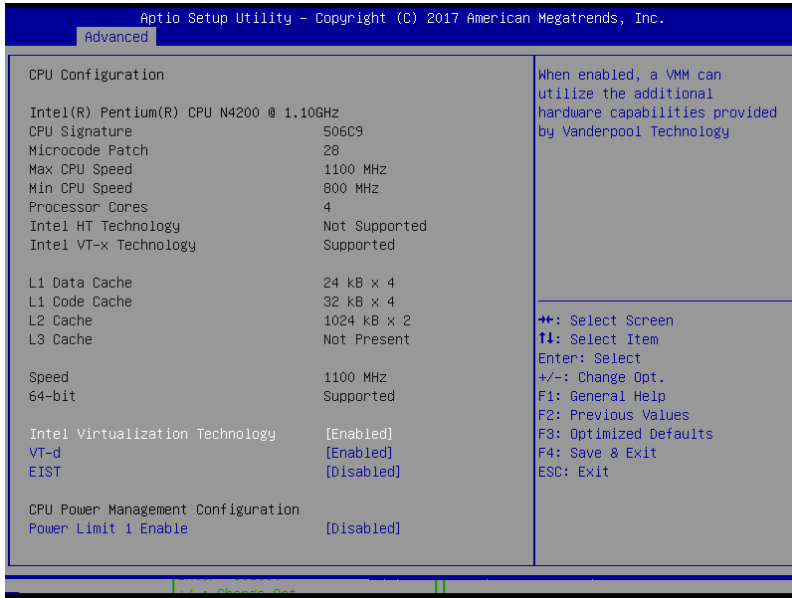 Aptio Setup Utility – Copyright (C) 2017 American Megatrends, Inc.
Advanced
CPU Configuration
Intel(R) Pentium(R) CPU N4200 @ 1.10GHz
CPU Signature 506C9
Microcode Patch 28
Max CPU Speed 1100 MHz
Min CPU Speed 800 MHz
Processor Cores 4
Intel HT Technology Not Supported
Intel VT-x Technology Supported
L1 Data Cache 24 kB x 4
L1 Code Cache 32 kB x 4
L2 Cache 1024 kB x 2
L3 Cache Not Present
Speed 1100 MHz
64-bit Supported
Intel Virtualization Technology [Enabled]
VT-d [Enabled]
EIST [Disabled]
CPU Power Management Configuration
Power Limit 1 Enable [Disabled]
When enabled, a VMM can
utilize the additional
hardware capabilities provided
by Vanderpool Technology
→←: Select Screen
↑↓: Select Item
Enter: Select
+/-: Change Opt.
F1: General Help
F2: Previous Values
F3: Optimized Defaults
F4: Save & Exit
ESC: Exit